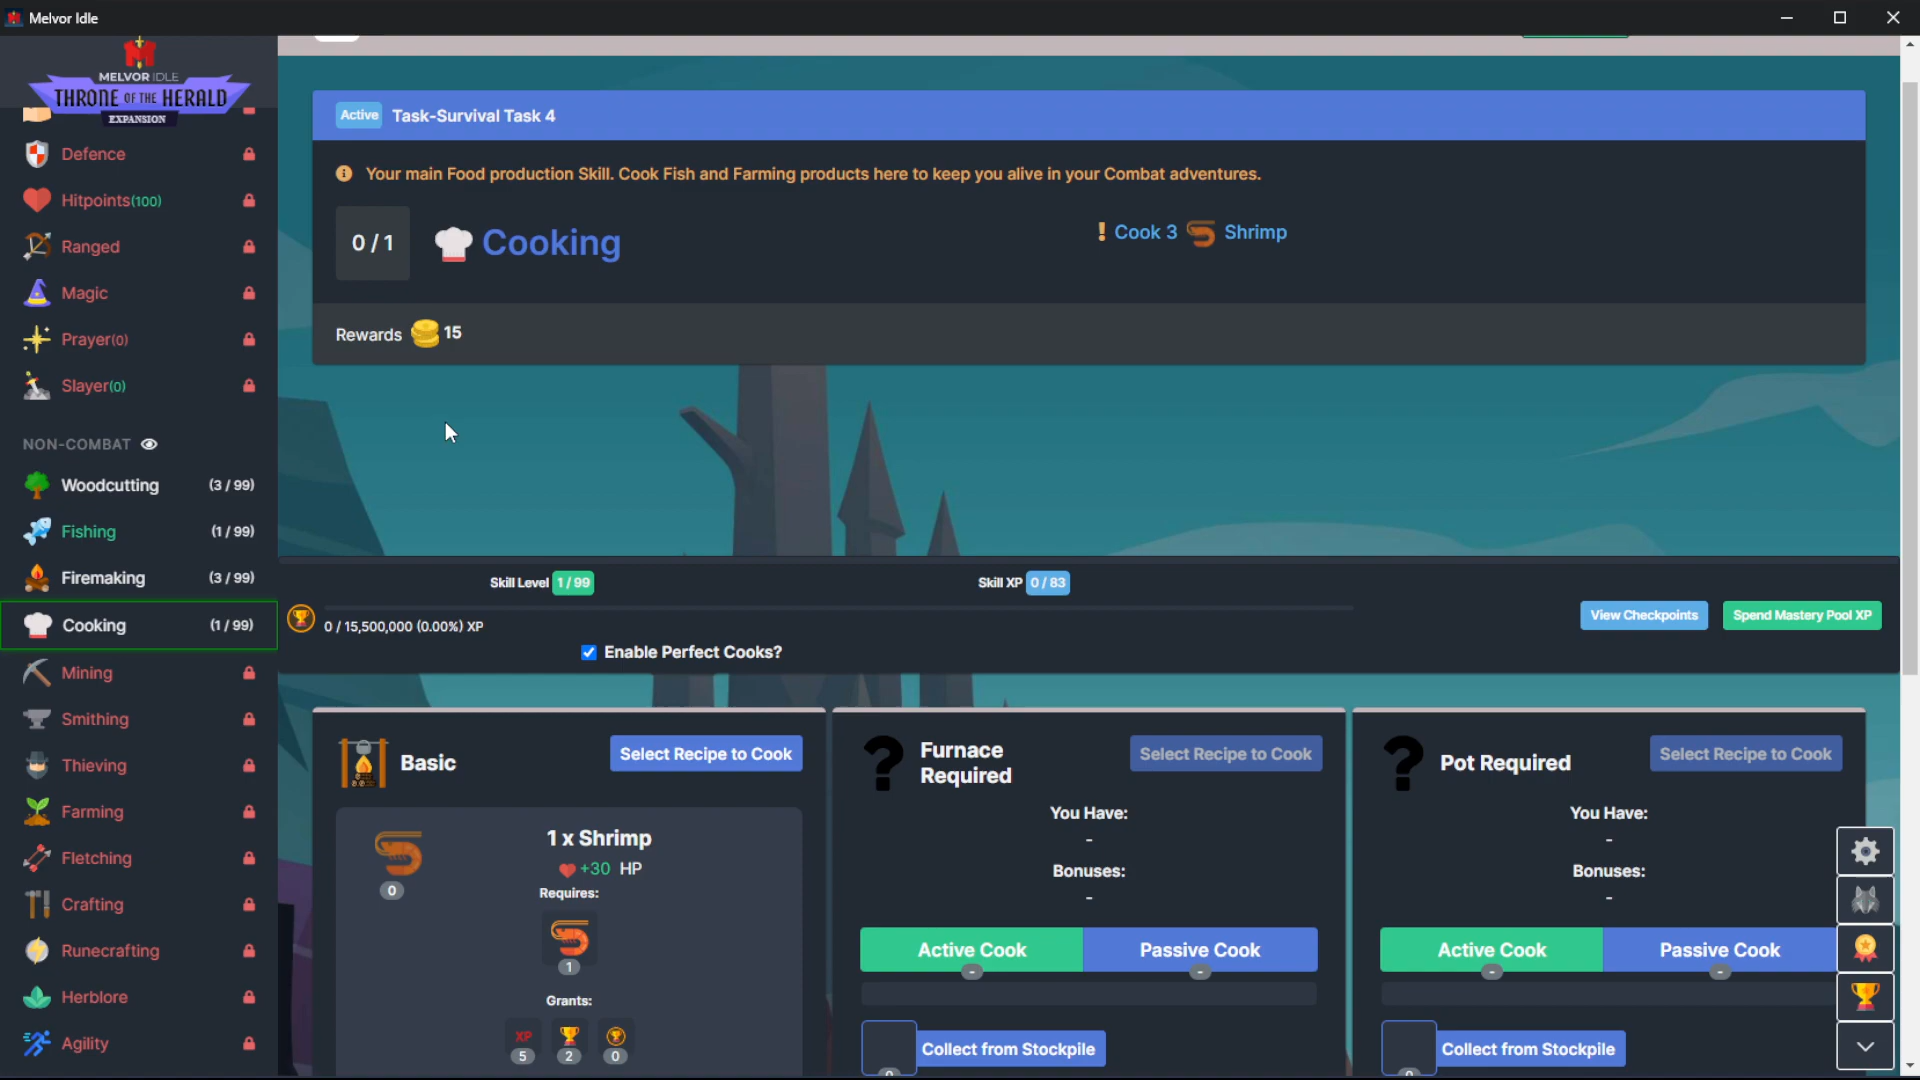 Melvor Idle
MELVOR IDLE
THRONE OF THE HERALD
EXPANSION
Defence
Hitpoints(100)
Ranged
Magic
Prayer(0)
Slayer(0)
NON-COMBAT
Woodcutting (3 / 99)
Fishing (1 / 99)
Firemaking (3 / 99)
Cooking (1 / 99)
Mining
Smithing
Thieving
Farming
Fletching
Crafting
Runecrafting
Herblore
Agility
Active Task-Survival Task 4
Your main Food production Skill. Cook Fish and Farming products here to keep you alive in your Combat adventures.
0 / 1 Cooking
! Cook 3 Shrimp
Rewards 15
Skill Level 1 / 99
Skill XP 0 / 83
0 / 15,500,000 (0.00%) XP
View Checkpoints
Spend Mastery Pool XP
Enable Perfect Cooks?
Basic
Select Recipe to Cook
0
1 x Shrimp
+30 HP
Requires:
1
Grants:
XP
5 2 0
Furnace
Required
Select Recipe to Cook
You Have:
-
Bonuses:
-
Active Cook Passive Cook
- -
Collect from Stockpile
0
Pot Required
Select Recipe to Cook
You Have:
-
Bonuses:
-
Active Cook Passive Cook
- -
Collect from Stockpile
0